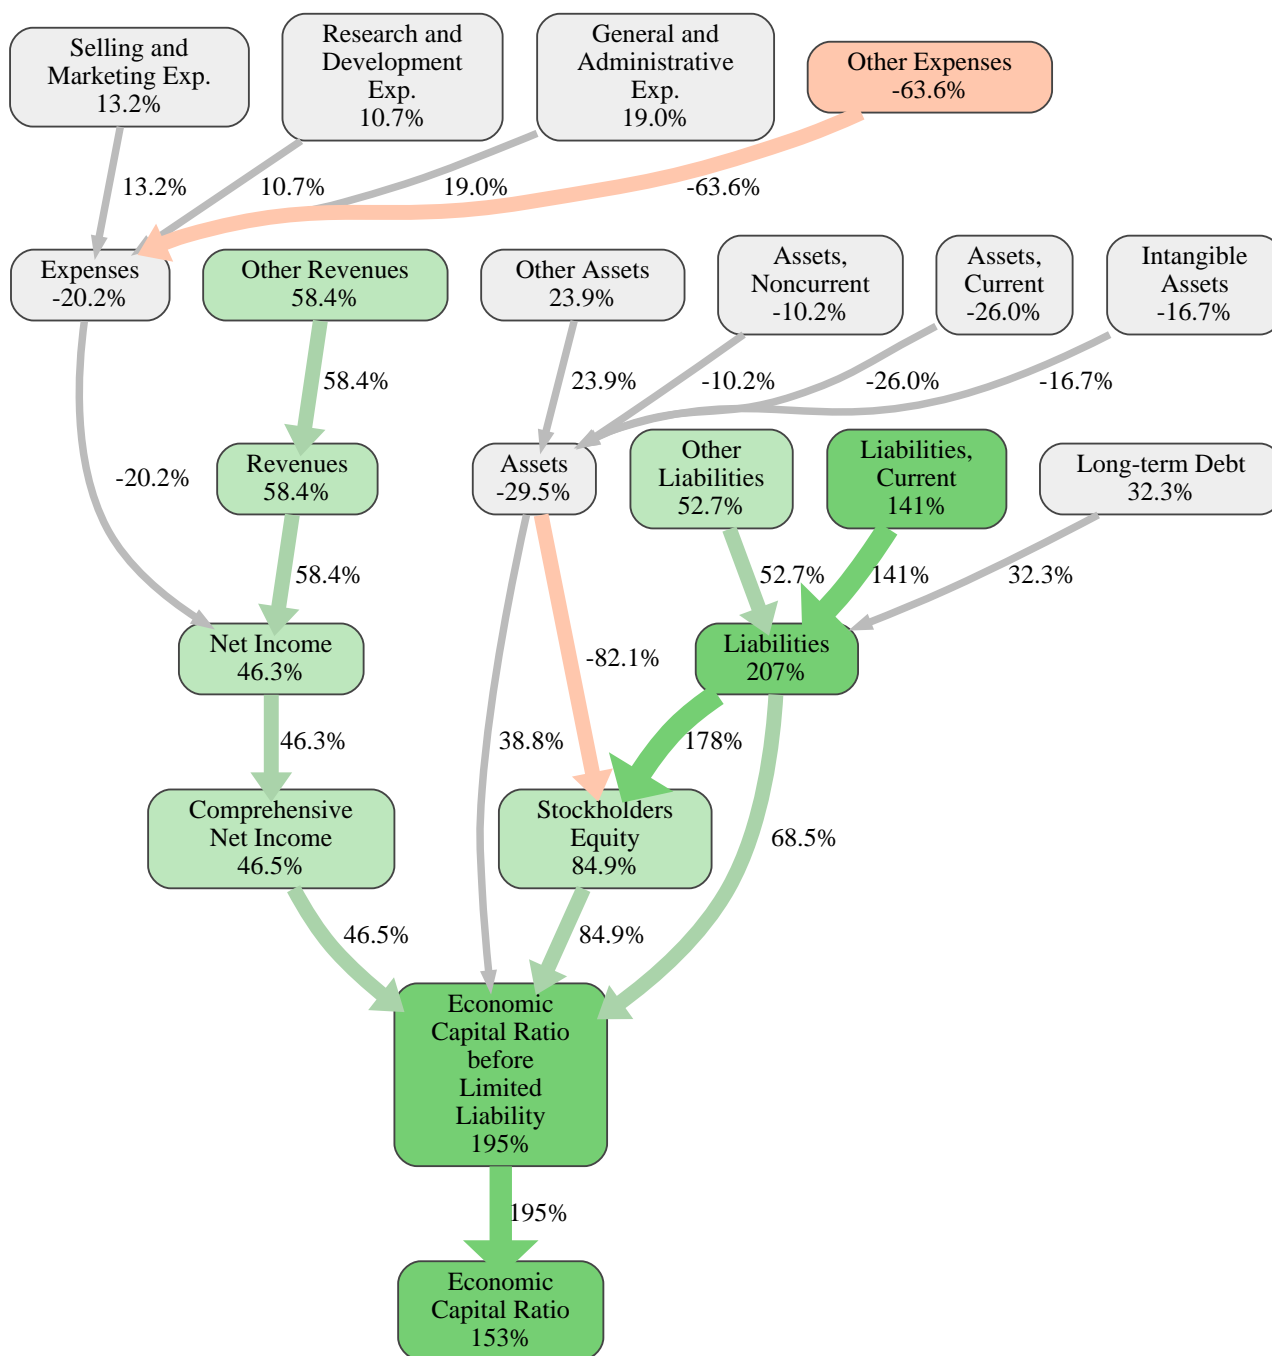 Selling and
Marketing Exp.
13.2%
Research and
Development
Exp.
10.7%
General and
Administrative
Exp.
19.0%
Other Expenses
-63.6%
13.2%
10.7%
19.0%
-63.6%
Expenses
-20.2%
Other Revenues
58.4%
Other Assets
23.9%
Assets,
Noncurrent
-10.2%
Assets,
Current
-26.0%
Intangible
Assets
-16.7%
58.4%
23.9%
-10.2%
-26.0%
-16.7%
-20.2%
Revenues
58.4%
Assets
-29.5%
Other
Liabilities
52.7%
Liabilities,
Current
141%
Long-term Debt
32.3%
58.4%
52.7%
141%
32.3%
Net Income
46.3%
-82.1%
Liabilities
207%
46.3%
38.8%
178%
Comprehensive
Net Income
46.5%
Stockholders
Equity
84.9%
68.5%
46.5%
84.9%
Economic
Capital Ratio
before
Limited
Liability
195%
195%
Economic
Capital Ratio
153%